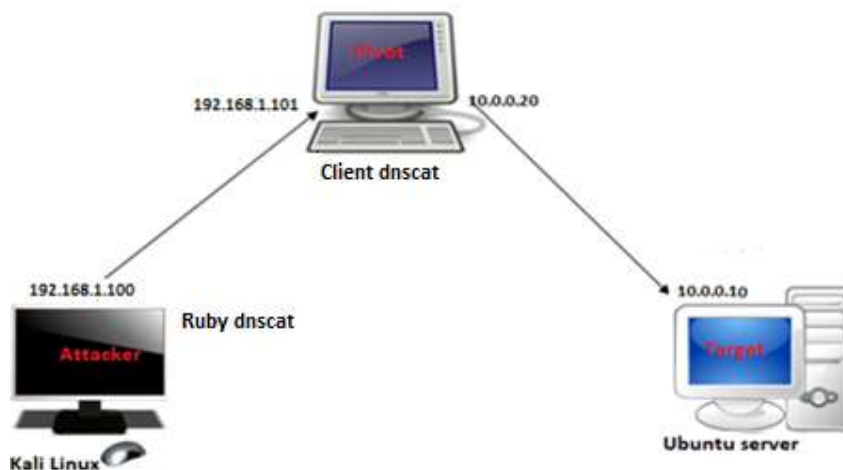 Pivot
192.168.1.101
10.0.0.20
Client dnscat
192.168.1.100
10.0.0.10
Ruby dnscat
Attacker
Target
Ubuntu server
Kali Linux